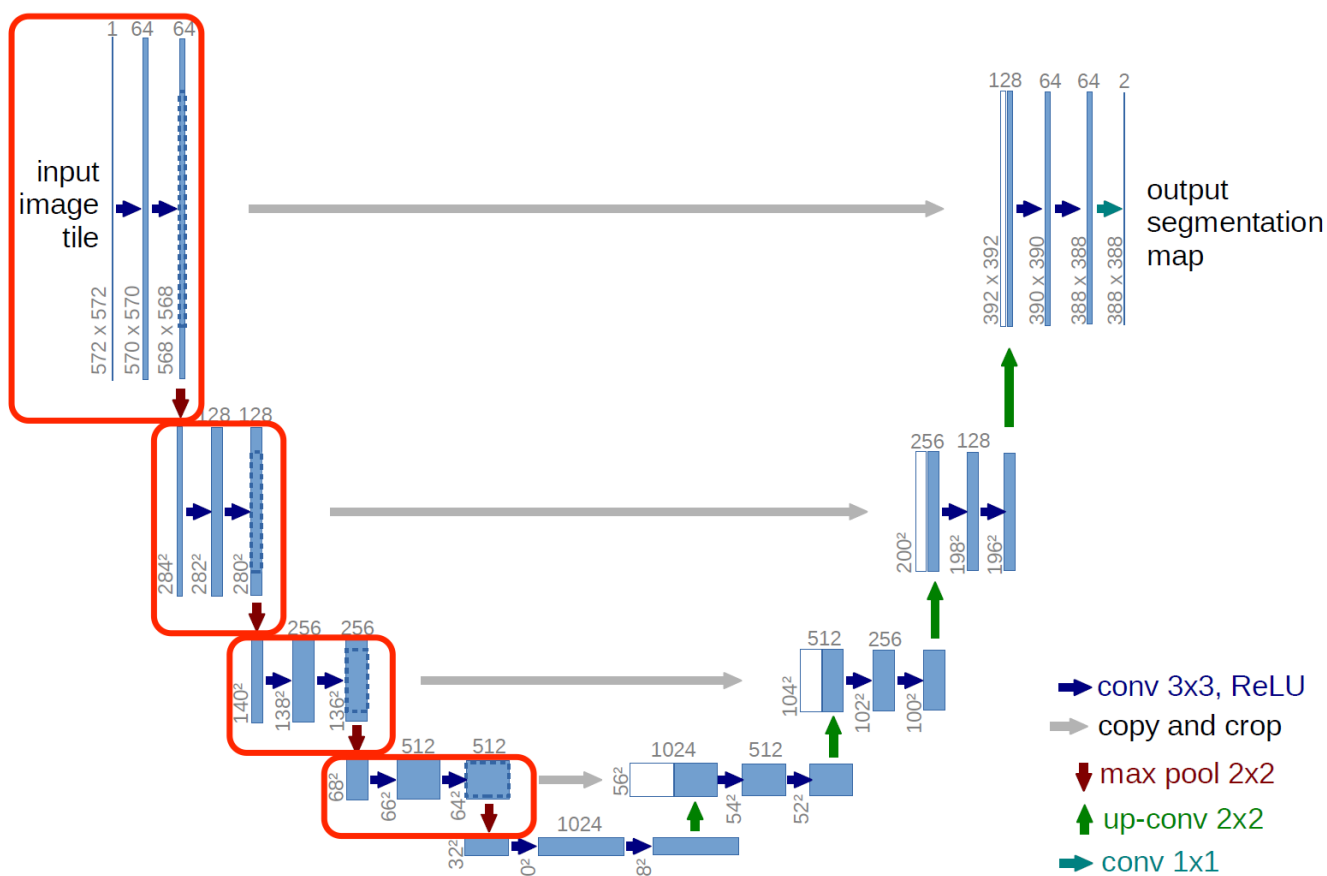 1 64 64
input
image
tile
572 x 572
570 x 570
568 x 568
128 128
284²
282²
280²
256 256
140²
138²
136²
512 512
68²
66²
64²
1024
32²
0²
8²
1024 512
56²
54²
52²
512 256
104²
102²
100²
256 128
200²
198²
196²
128 64 64 2
392 x 392
390 x 390
388 x 388
388 x 388
output
segmentation
map
conv 3x3, ReLU
copy and crop
max pool 2x2
up-conv 2x2
conv 1x1